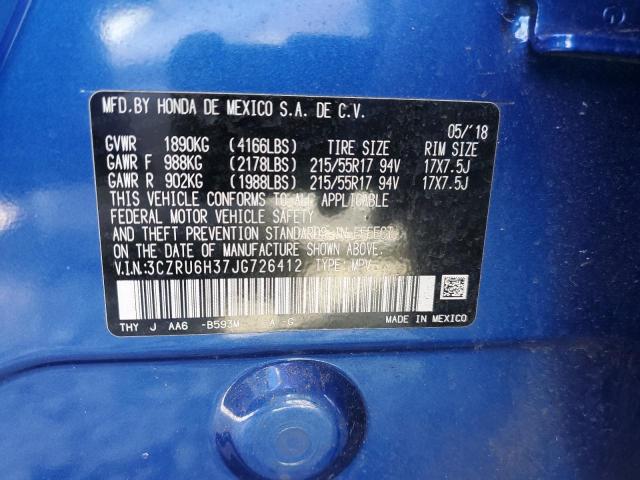 MFD.BY HONDA DE MEXICO S.A. DE C.V.
05/'18
GVWR 1890KG (4166LBS) TIRE SIZE RIM SIZE
GAWR F 988KG (2178LBS) 215/55R17 94V 17X7.5J
GAWR R 902KG (1988LBS) 215/55R17 94V 17X7.5J
THIS VEHICLE CONFORMS TO ALL APPLICABLE
FEDERAL MOTOR VEHICLE SAFETY
AND THEFT PREVENTION STANDARDS IN EFFECT
ON THE DATE OF MANUFACTURE SHOWN ABOVE.
V.I.N:3CZRU6H37JG726412 TYPE: MPV
THY J AA6 -B593M A -G MADE IN MEXICO